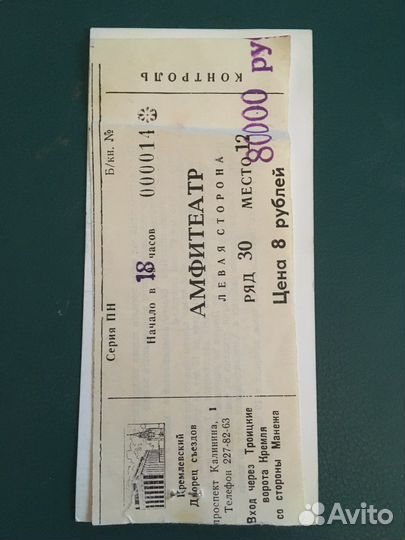 Кремлевский
Дворец съездов
проспект Калинина, 1
Телефон 227-82-63
Вход через Троицкие
ворота Кремля
со стороны Манежа
Серия ПН
Б/кн. № 000014
Начало в 18 часов
АМФИТЕАТР
ЛЕВАЯ СТОРОНА
РЯД 30 МЕСТО 12
Цена 8 рублей
80000 ру
КОНТРОЛЬ
Avito